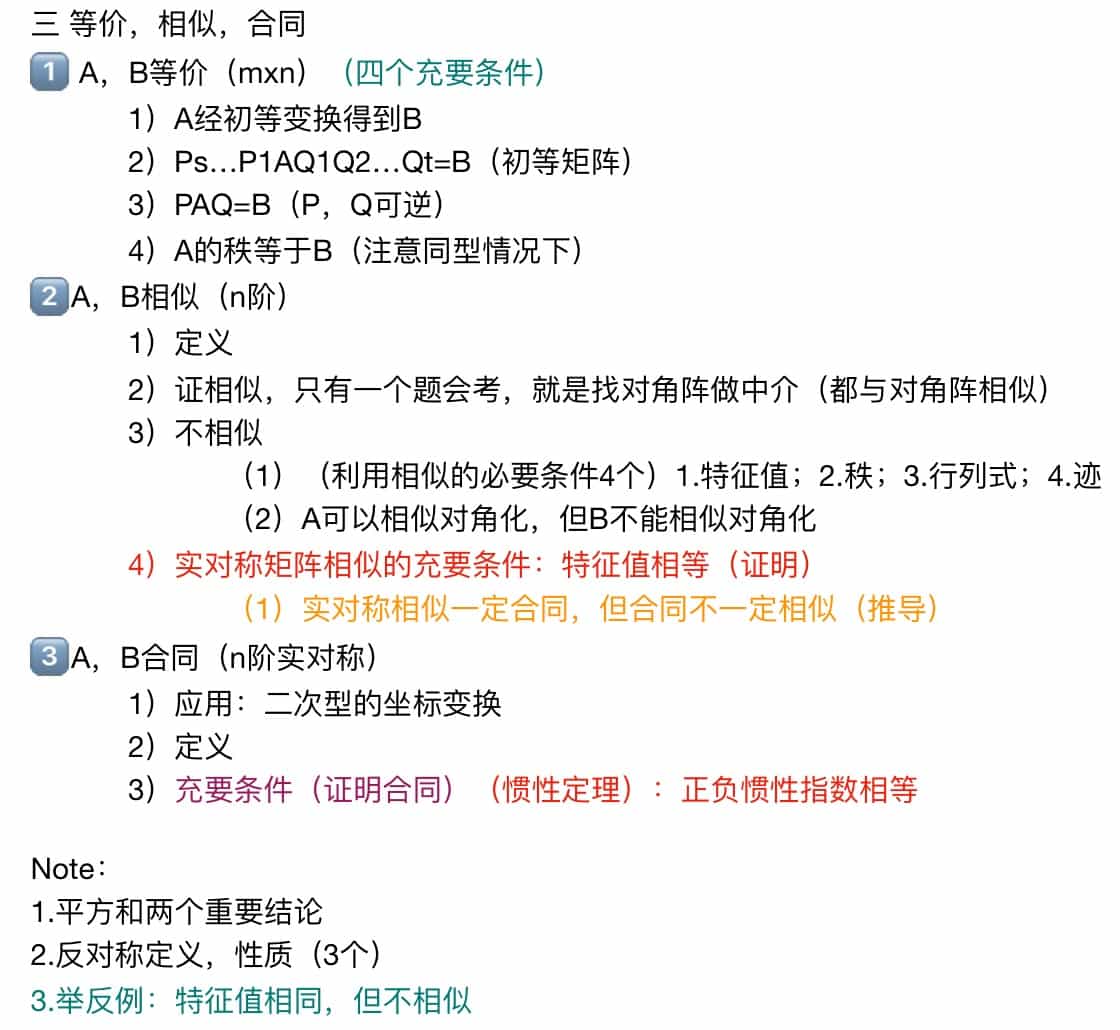 三 等价，相似，合同
1 A，B等价（mxn）（四个充要条件）
1）A经初等变换得到B
2）Ps…P1AQ1Q2…Qt=B（初等矩阵）
3）PAQ=B（P，Q可逆）
4）A的秩等于B（注意同型情况下）
2 A，B相似（n阶）
1）定义
2）证相似，只有一个题会考，就是找对角阵做中介（都与对角阵相似）
3）不相似
（1）（利用相似的必要条件4个）1.特征值；2.秩；3.行列式；4.迹
（2）A可以相似对角化，但B不能相似对角化
4）实对称矩阵相似的充要条件：特征值相等（证明）
（1）实对称相似一定合同，但合同不一定相似（推导）
3 A，B合同（n阶实对称）
1）应用：二次型的坐标变换
2）定义
3）充要条件（证明合同）（惯性定理）：正负惯性指数相等
Note：
1.平方和两个重要结论
2.反对称定义，性质（3个）
3.举反例：特征值相同，但不相似